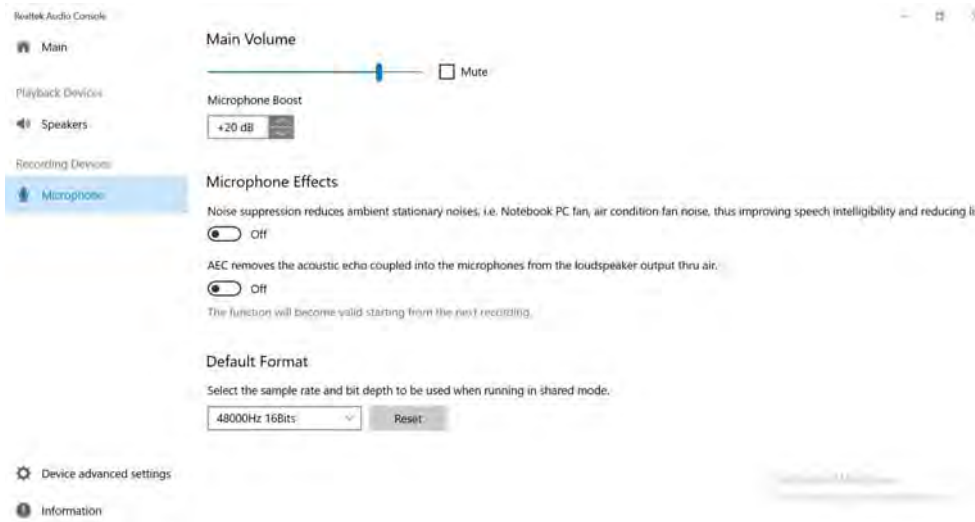 Realtek Audio Console
Main
Playback Devices
Speakers
Recording Devices
Microphone
Device advanced settings
Information
Main Volume
Mute
Microphone Boost
+20 dB
Microphone Effects
Noise suppression reduces ambient stationary noises, i.e. Notebook PC fan, air condition fan noise, thus improving speech intelligibility and reducing li
Off
AEC removes the acoustic echo coupled into the microphones from the loudspeaker output thru air.
Off
The function will become valid starting from the next recording.
Default Format
Select the sample rate and bit depth to be used when running in shared mode.
48000Hz 16Bits
Reset